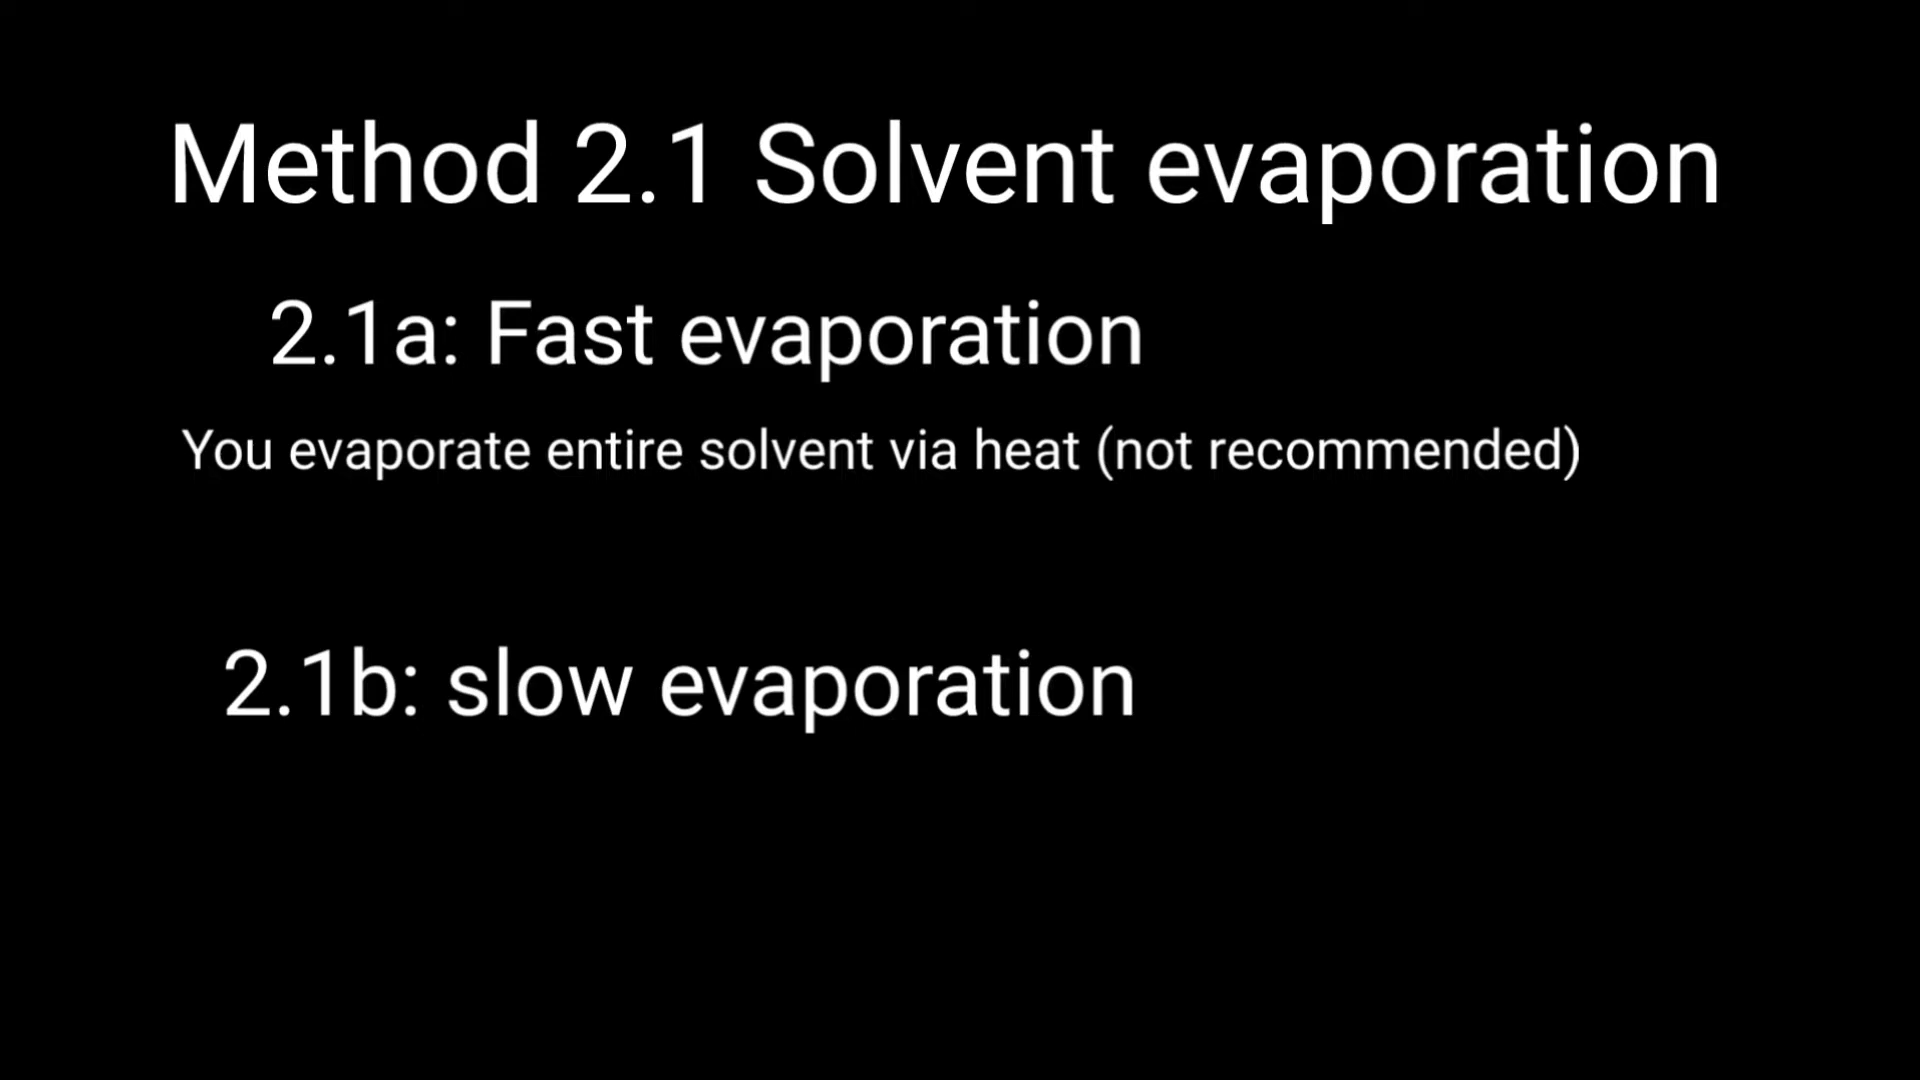 Method 2.1 Solvent evaporation
2.1a: Fast evaporation
You evaporate entire solvent via heat (not recommended)
2.1b: slow evaporation